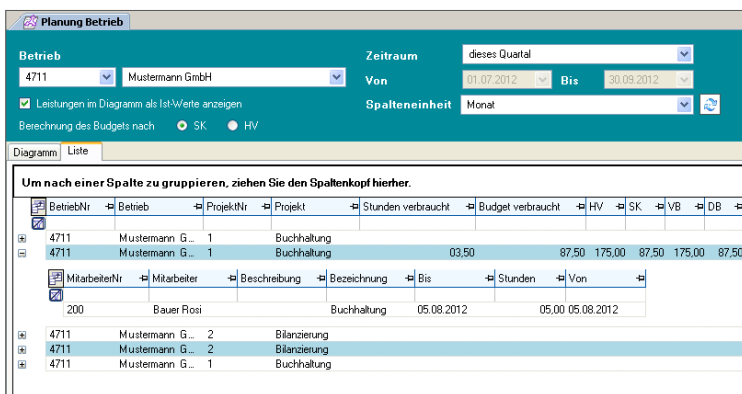 Planung Betrieb
Betrieb Zeitraum dieses Quartal
4711 Mustermann GmbH Von 01.07.2012 Bis 30.09.2012
Leistungen im Diagramm als Ist-Werte anzeigen Spalteneinheit Monat
Berechnung des Budgets nach SK HV
Diagramm Liste
Um nach einer Spalte zu gruppieren, ziehen Sie den Spaltenkopf hierher.
BetriebNr Betrieb ProjektNr Projekt Stunden verbraucht Budget verbraucht HV SK VB DB
4711 Mustermann G... 1 Buchhaltung
4711 Mustermann G... 1 Buchhaltung 03,50 87,50 175,00 87,50 175,00 87,50
MitarbeiterNr Mitarbeiter Beschreibung Bezeichnung Bis Stunden Von
200 Bauer Rosi Buchhaltung 05.08.2012 05,00 05.08.2012
4711 Mustermann G... 2 Bilanzierung
4711 Mustermann G... 2 Bilanzierung
4711 Mustermann G... 1 Buchhaltung